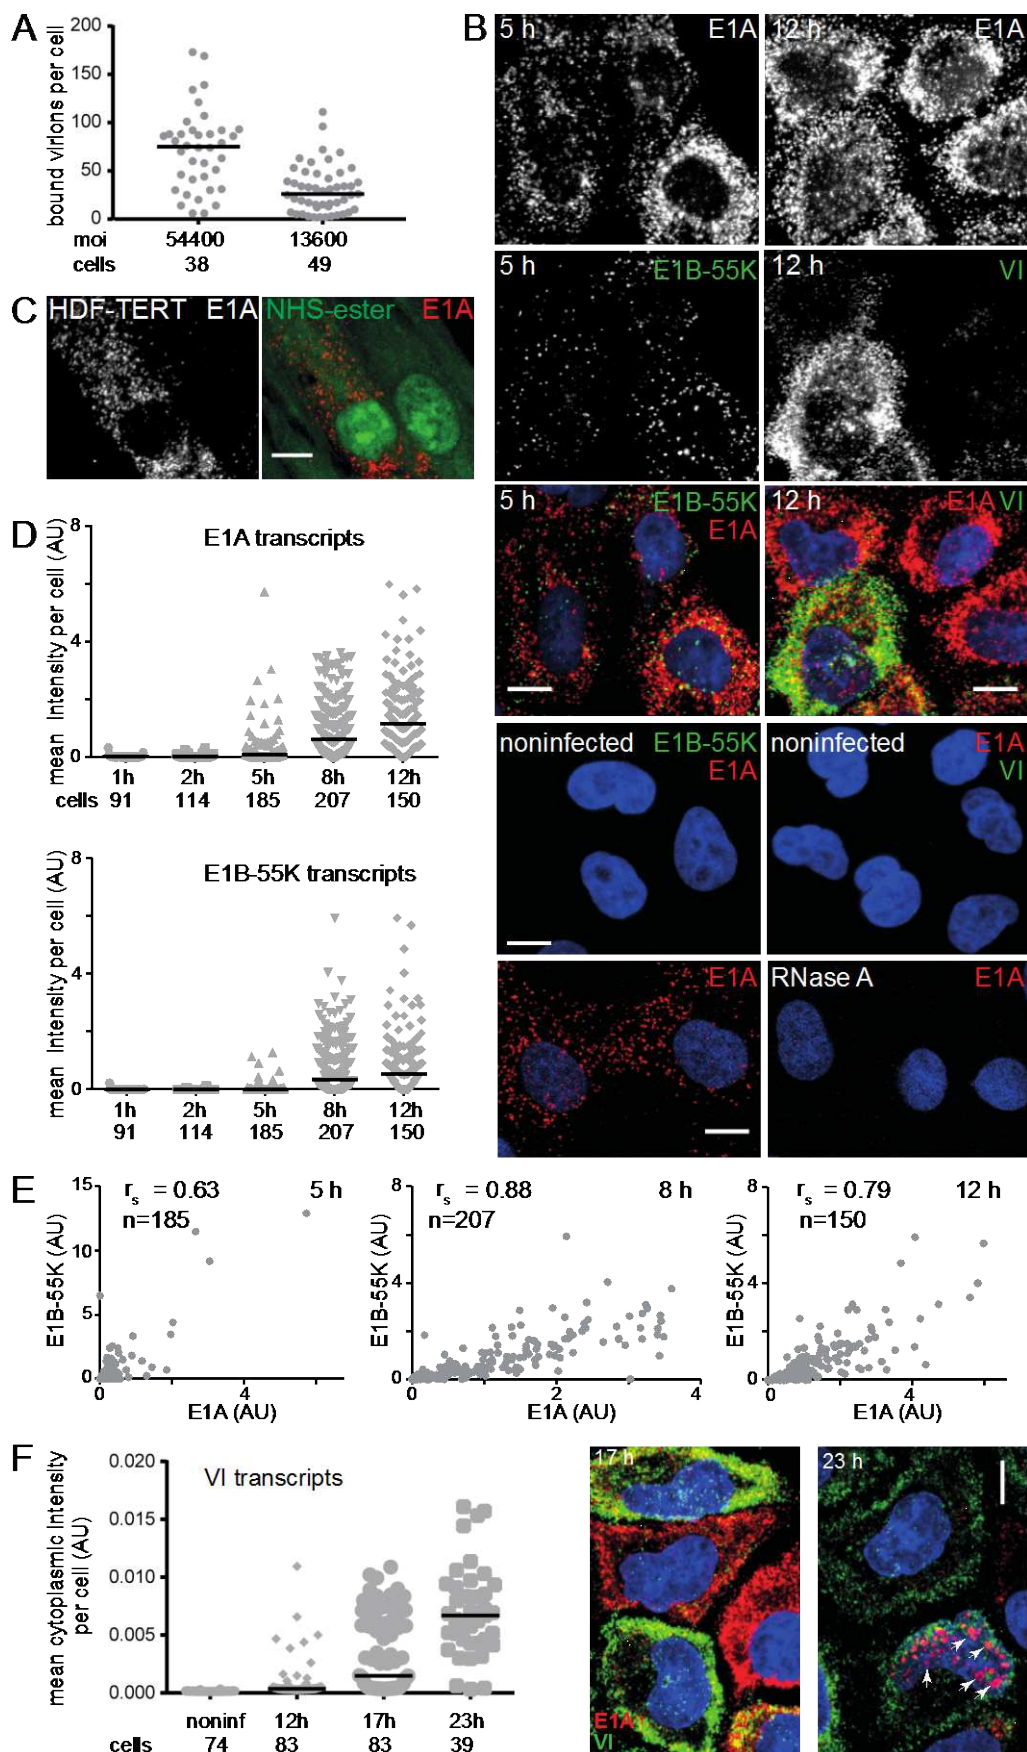 A
bound virions per cell
200
150
100
50
0
moi 54400 13600
cells 38 49
B
5 h E1A
12 h E1A
5 h E1B-55K
12 h VI
5 h E1B-55K
E1A
12 h E1A VI
noninfected E1B-55K
E1A
noninfected E1A
VI
E1A
RNase A E1A
C
HDF-TERT E1A
NHS-ester E1A
D
E1A transcripts
mean Intensity per cell (AU)
8
4
0
1h 2h 5h 8h 12h
cells 91 114 185 207 150
E1B-55K transcripts
mean Intensity per cell (AU)
8
4
0
1h 2h 5h 8h 12h
91 114 185 207 150
E
rs = 0.63 5 h
n=185
E1B-55K (AU)
15
10
5
0
0 4
E1A (AU)
rs = 0.88 8 h
n=207
E1B-55K (AU)
8
4
0
0 2 4
E1A (AU)
rs = 0.79 12 h
n=150
E1B-55K (AU)
8
4
0
0 4
E1A (AU)
F
VI transcripts
mean cytoplasmic Intensity
per cell (AU)
0.020
0.015
0.010
0.005
0.000
noninf 12h 17h 23h
cells 74 83 83 39
17 h
E1A
VI
23 h